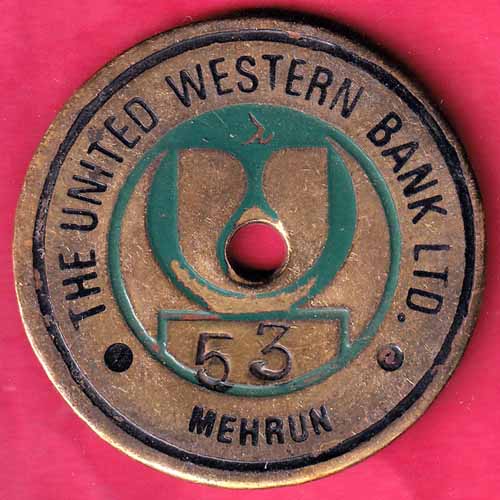 THE UNITED WESTERN BANK LTD.
53
MEHRUN